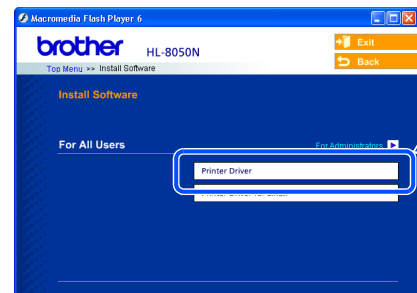 Macromedia Flash Player 6
brother HL-8050N
Exit
Back
Top Menu >> Install Software
Install Software
For All Users
For Administrators
Printer Driver